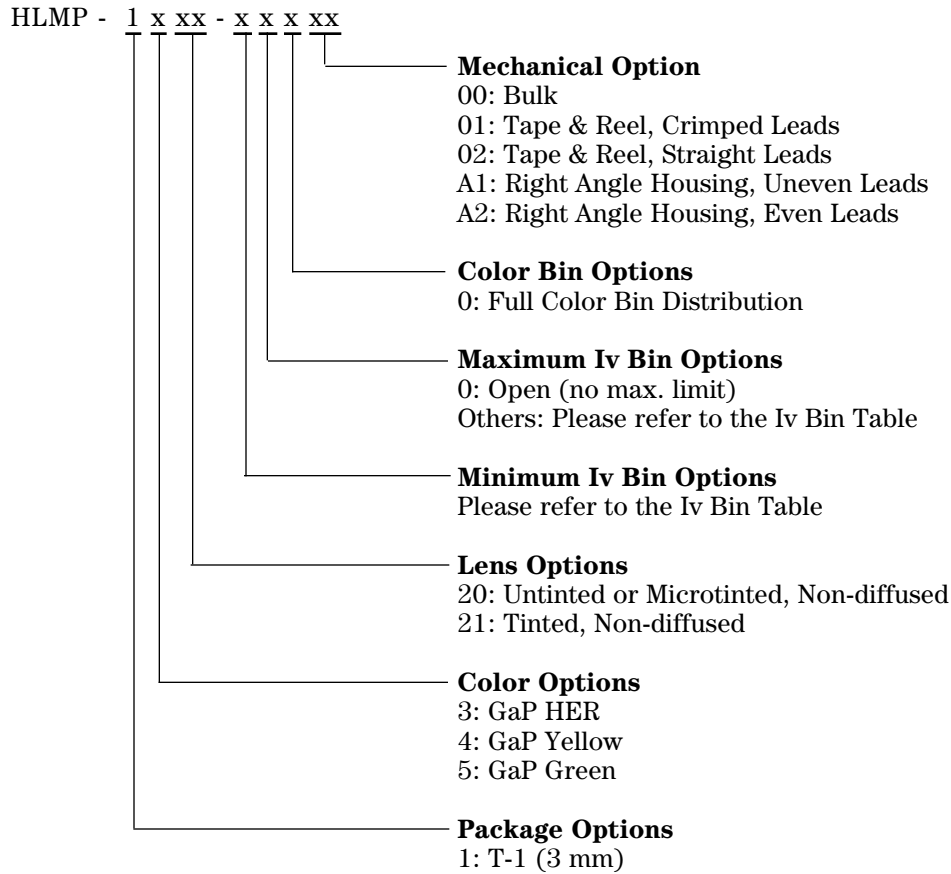 HLMP - 1 x xx - x x x xx
Mechanical Option
00: Bulk
01: Tape & Reel, Crimped Leads
02: Tape & Reel, Straight Leads
A1: Right Angle Housing, Uneven Leads
A2: Right Angle Housing, Even Leads
Color Bin Options
0: Full Color Bin Distribution
Maximum Iv Bin Options
0: Open (no max. limit)
Others: Please refer to the Iv Bin Table
Minimum Iv Bin Options
Please refer to the Iv Bin Table
Lens Options
20: Untinted or Microtinted, Non-diffused
21: Tinted, Non-diffused
Color Options
3: GaP HER
4: GaP Yellow
5: GaP Green
Package Options
1: T-1 (3 mm)